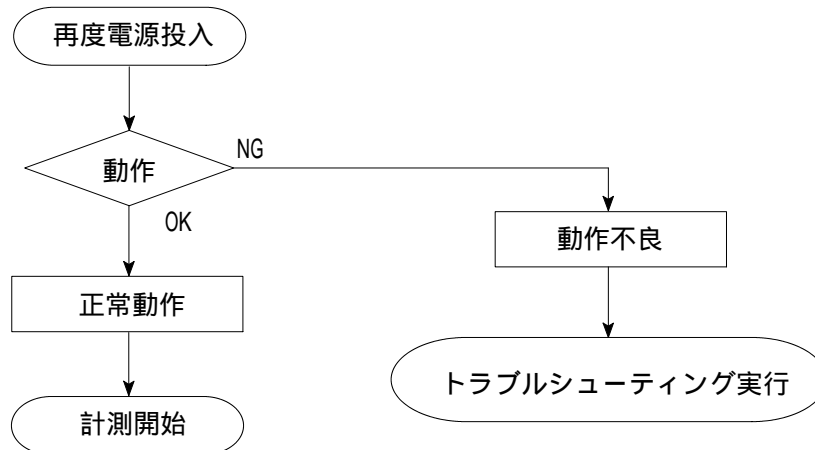 再度電源投入
動作
NG
OK
動作不良
正常動作
トラブルシューティング実行
計測開始